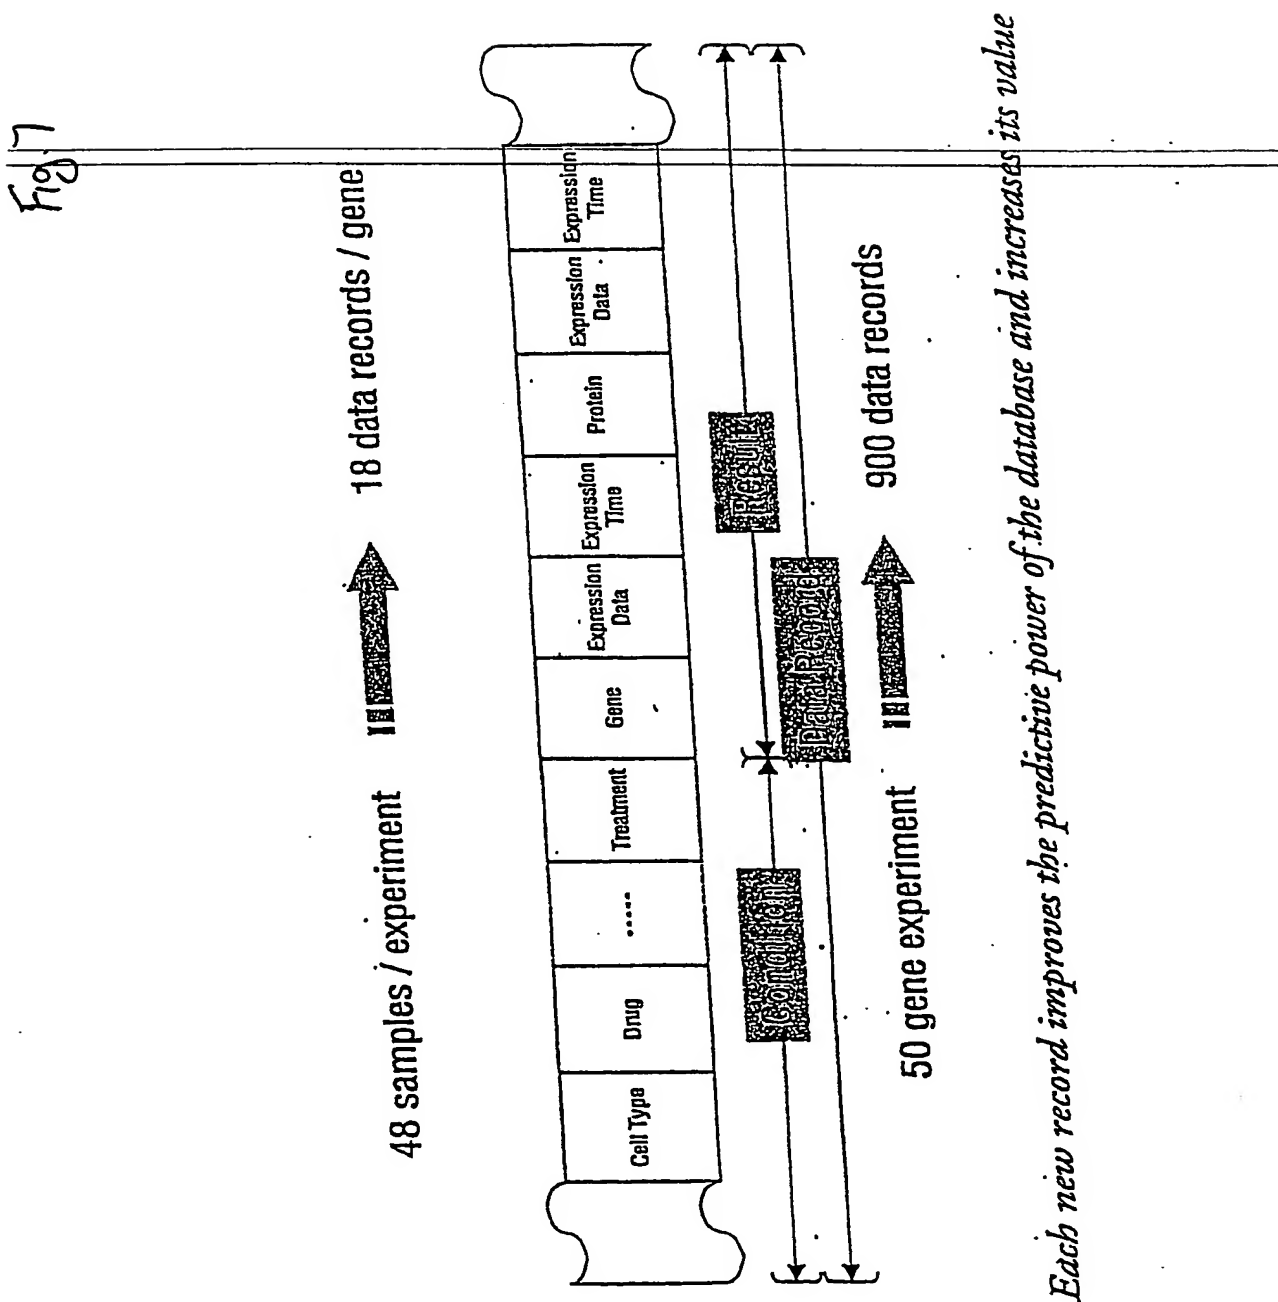 Fig 7
48 samples / experiment
18 data records / gene
Cell Type
Drug
.....
Treatment
Gene
Expression
Data
Expression
Time
Protein
Expression
Data
Expression
Time
Condition
Result
Data Record
50 gene experiment
900 data records
Each new record improves the predictive power of the database and increases its value